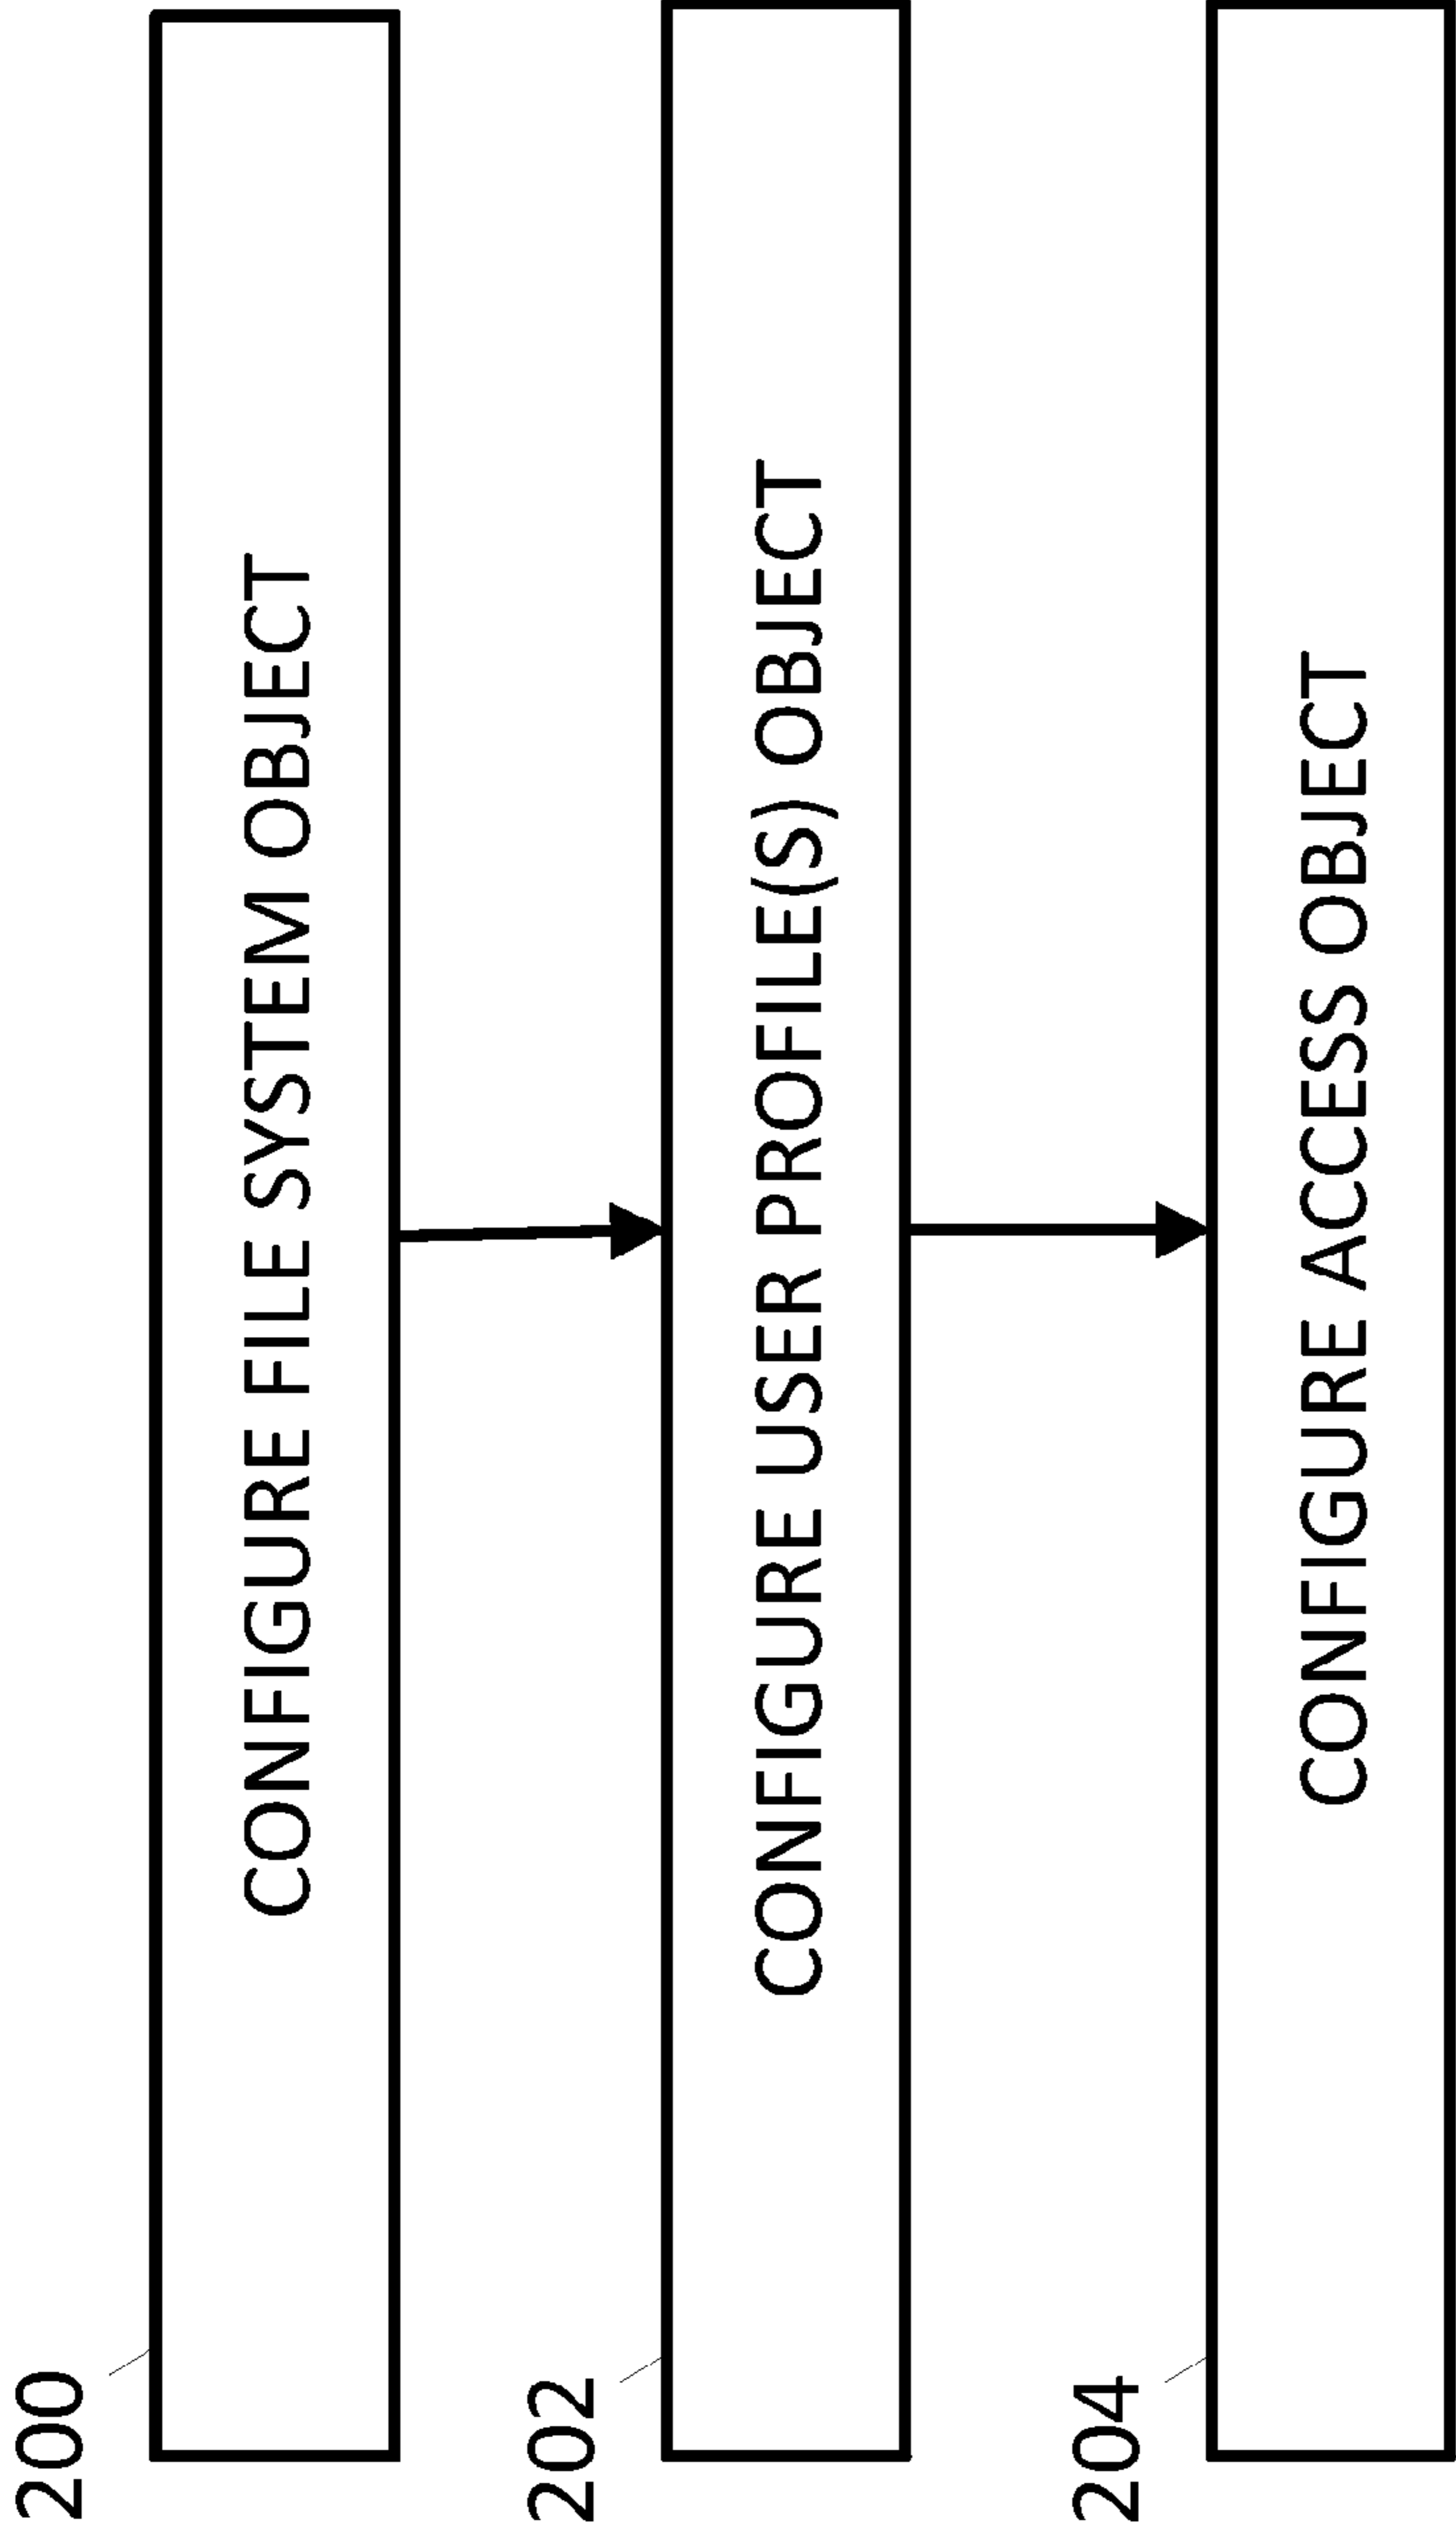 200
CONFIGURE FILE SYSTEM OBJECT
202
CONFIGURE USER PROFILE(S) OBJECT
204
CONFIGURE ACCESS OBJECT